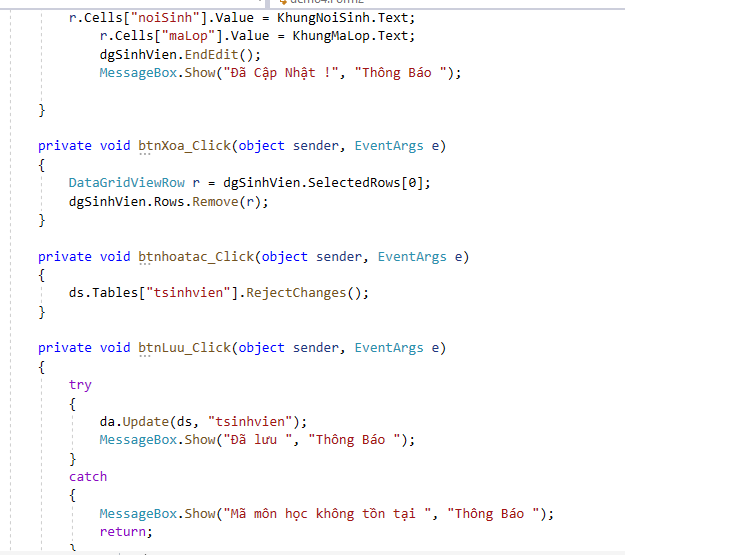 demo4.Form2
r.Cells["noiSinh"].Value = KhungNoiSinh.Text;
r.Cells["maLop"].Value = KhungMaLop.Text;
dgSinhVien.EndEdit();
MessageBox.Show("Đã Cập Nhật !", "Thông Báo ");
}
private void btnXoa_Click(object sender, EventArgs e)
{
DataGridViewRow r = dgSinhVien.SelectedRows[0];
dgSinhVien.Rows.Remove(r);
}
private void btnhoatac_Click(object sender, EventArgs e)
{
ds.Tables["tsinhvien"].RejectChanges();
}
private void btnLuu_Click(object sender, EventArgs e)
{
try
{
da.Update(ds, "tsinhvien");
MessageBox.Show("Đã lưu ", "Thông Báo ");
}
catch
{
MessageBox.Show("Mã môn học không tồn tại ", "Thông Báo ");
return;
}